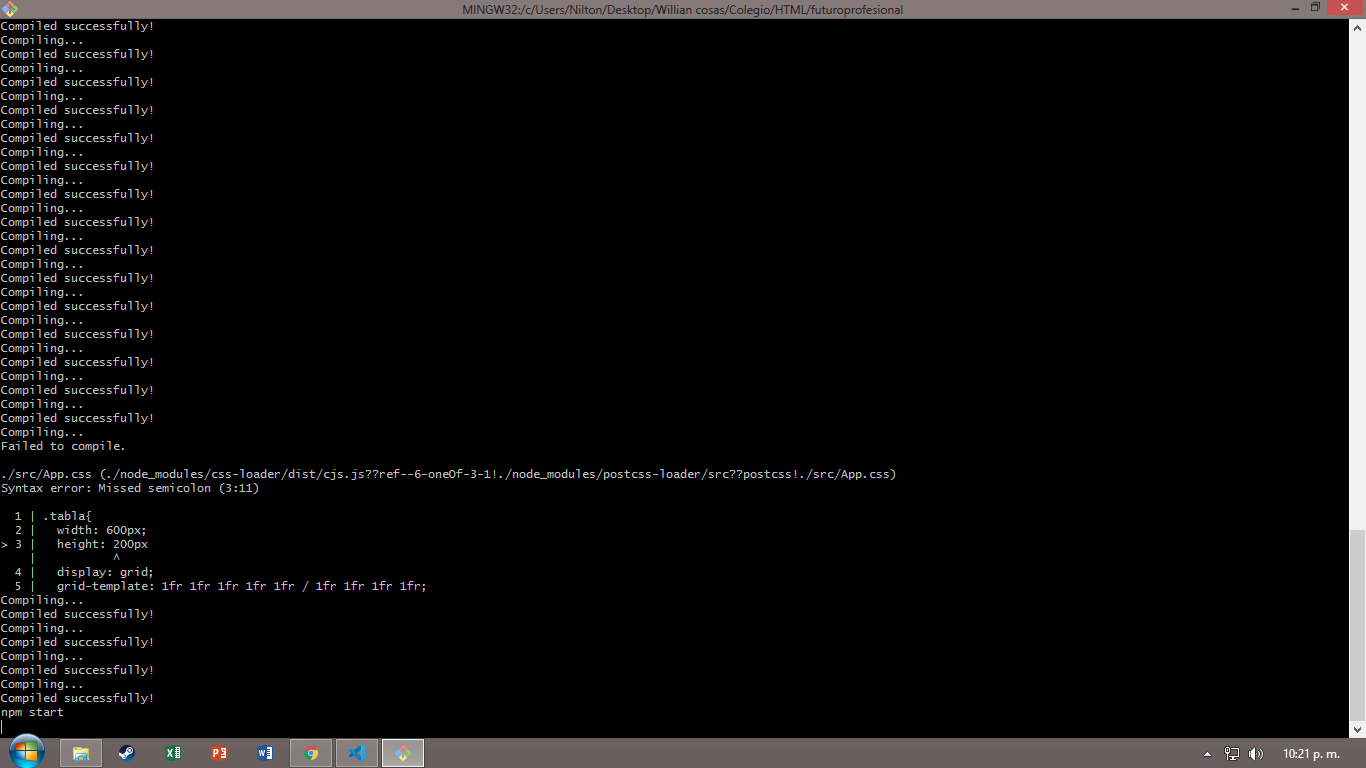 MINGW32:/c/Users/Nilton/Desktop/Willian cosas/Colegio/HTML/futuroprofesional
Compiled successfully!
Compiling...
Compiled successfully!
Compiling...
Compiled successfully!
Compiling...
Compiled successfully!
Compiling...
Compiled successfully!
Compiling...
Compiled successfully!
Compiling...
Compiled successfully!
Compiling...
Compiled successfully!
Compiling...
Compiled successfully!
Compiling...
Compiled successfully!
Compiling...
Compiled successfully!
Compiling...
Compiled successfully!
Compiling...
Compiled successfully!
Compiling...
Compiled successfully!
Compiling...
Compiled successfully!
Compiling...
Failed to compile.
./src/App.css (./node_modules/css-loader/dist/cjs.js??ref--6-oneOf-3-1!./node_modules/postcss-loader/src??postcss!./src/App.css)
Syntax error: Missed semicolon (3:11)
1 | .tabla{
2 |   width: 600px;
> 3 |   height: 200px
|           ^
4 |   display: grid;
5 |   grid-template: 1fr 1fr 1fr 1fr 1fr / 1fr 1fr 1fr 1fr;
Compiling...
Compiled successfully!
Compiling...
Compiled successfully!
Compiling...
Compiled successfully!
Compiling...
Compiled successfully!
npm start
10:21 p. m.